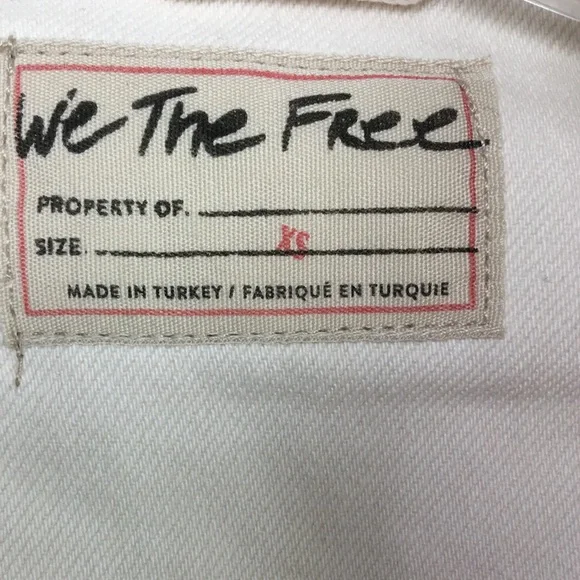 We The Free
PROPERTY OF.
SIZE. XS
MADE IN TURKEY / FABRIQUÉ EN TURQUIE